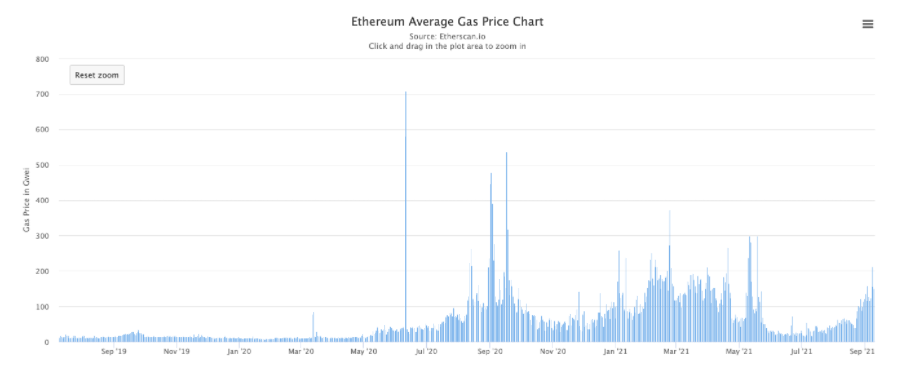 Ethereum Average Gas Price Chart
Source: Etherscan.io
Click and drag in the plot area to zoom in
Reset zoom
Gas Price in Gwei
800
700
600
500
400
300
200
100
0
Sep '19 Nov '19 Jan '20 Mar '20 May '20 Jul '20 Sep '20 Nov '20 Jan '21 Mar '21 May '21 Jul '21 Sep '21